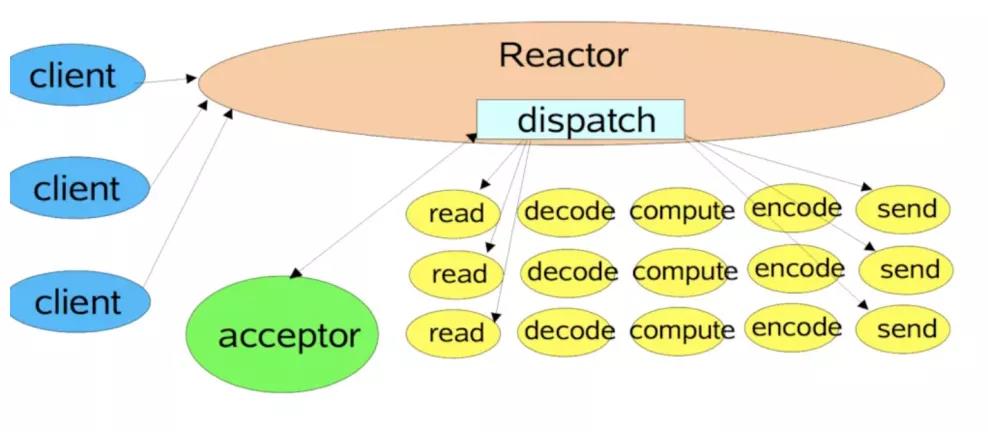 Reactor
client
dispatch
client
read decode compute encode send
read decode compute encode send
client
acceptor
read decode compute encode send